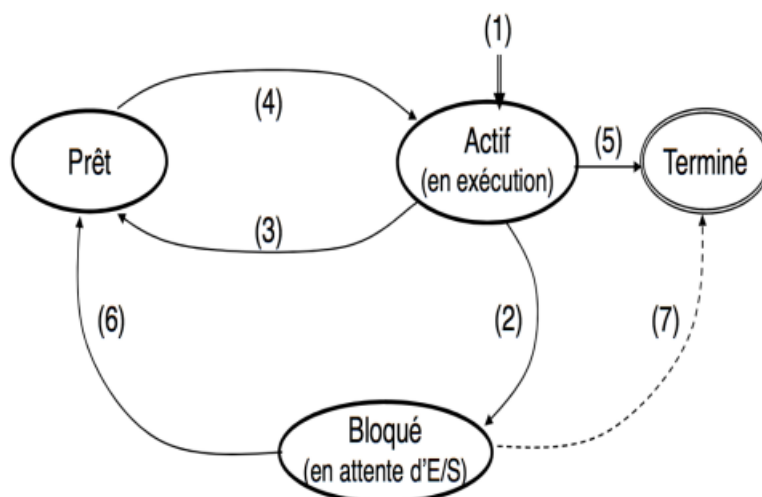 (1)
(4)
Prêt
Actif
(en exécution)
(5)
Terminé
(3)
(6)
(2)
(7)
Bloqué
(en attente d'E/S)